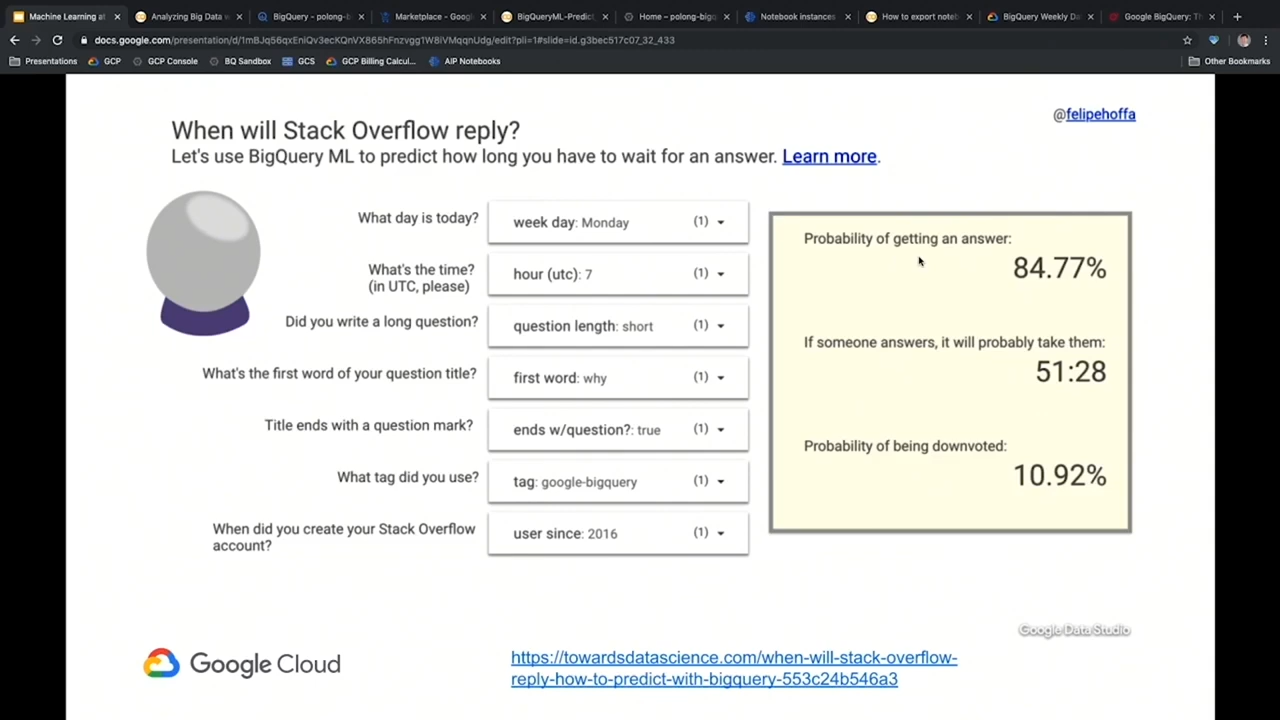 Machine Learning at
Analyzing Big Data w
BigQuery - polong-b
Marketplace - Googl
BigQueryML-Predict
Home – polong-bigq
Notebook instances
How to export noteb
BigQuery Weekly Da
Google BigQuery: Th
docs.google.com/presentation/d/1mBJq56qxEniQv3ecKQnVX865hFnzvgg1W8iVMqqnUdg/edit?pli=1#slide=id.g3bec517c07_32_433
Presentations
GCP
GCP Console
BQ Sandbox
GCS
GCP Billing Calcul...
AIP Notebooks
Other Bookmarks
@felipehoffa
When will Stack Overflow reply?
Let's use BigQuery ML to predict how long you have to wait for an answer. Learn more.
What day is today?
week day: Monday (1)
What's the time?
(in UTC, please)
hour (utc): 7 (1)
Did you write a long question?
question length: short (1)
What's the first word of your question title?
first word: why (1)
Title ends with a question mark?
ends w/question?: true (1)
What tag did you use?
tag: google-bigquery (1)
When did you create your Stack Overflow
account?
user since: 2016 (1)
Probability of getting an answer:
84.77%
If someone answers, it will probably take them:
51:28
Probability of being downvoted:
10.92%
Google Data Studio
Google Cloud
https://towardsdatascience.com/when-will-stack-overflow-
reply-how-to-predict-with-bigquery-553c24b546a3